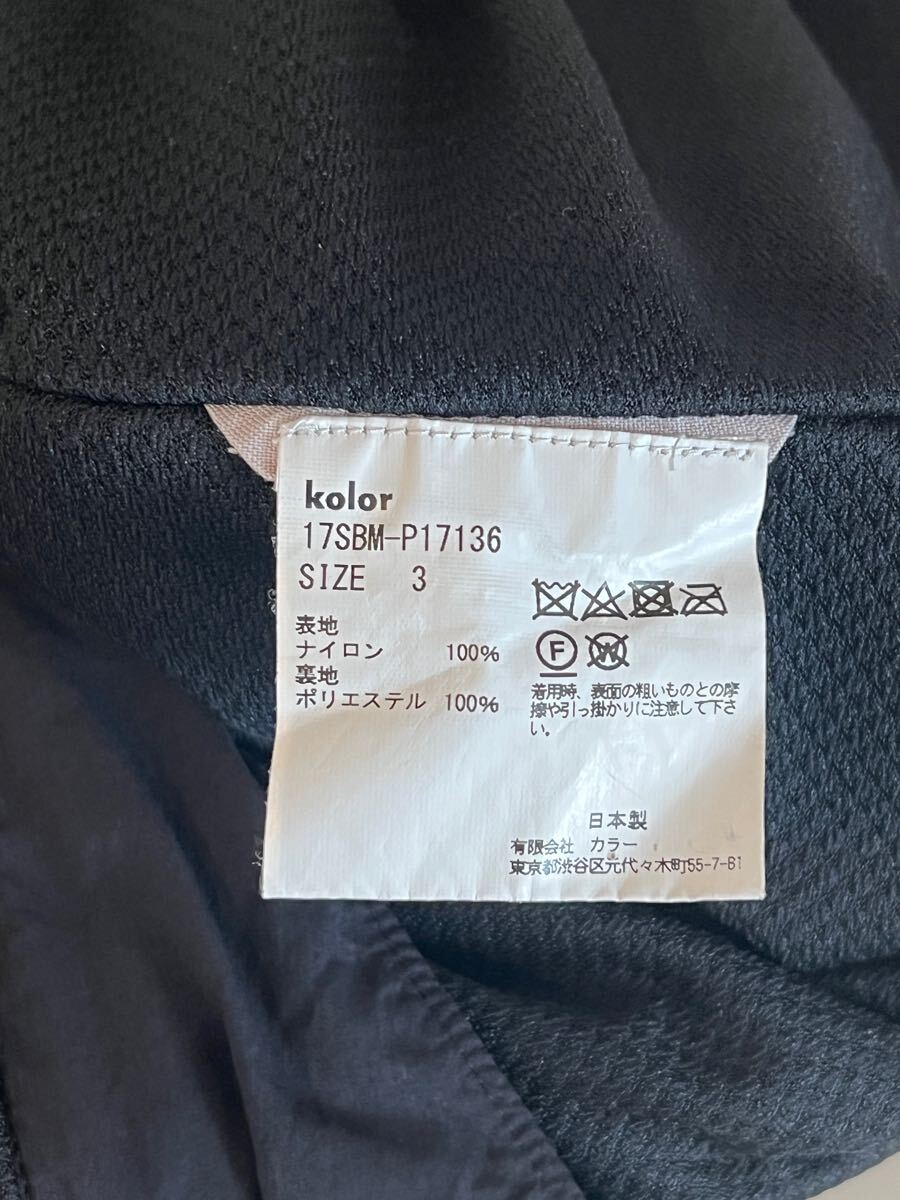 kolor
17SBM-P17136
SIZE 3
表地
ナイロン 100%
裏地
ポリエステル 100%
F W
着用時、表面の粗いものとの摩
擦や引っ掛かりに注意して下さ
い。
日本製
有限会社 カラー
東京都渋谷区元代々木町55-7-B1